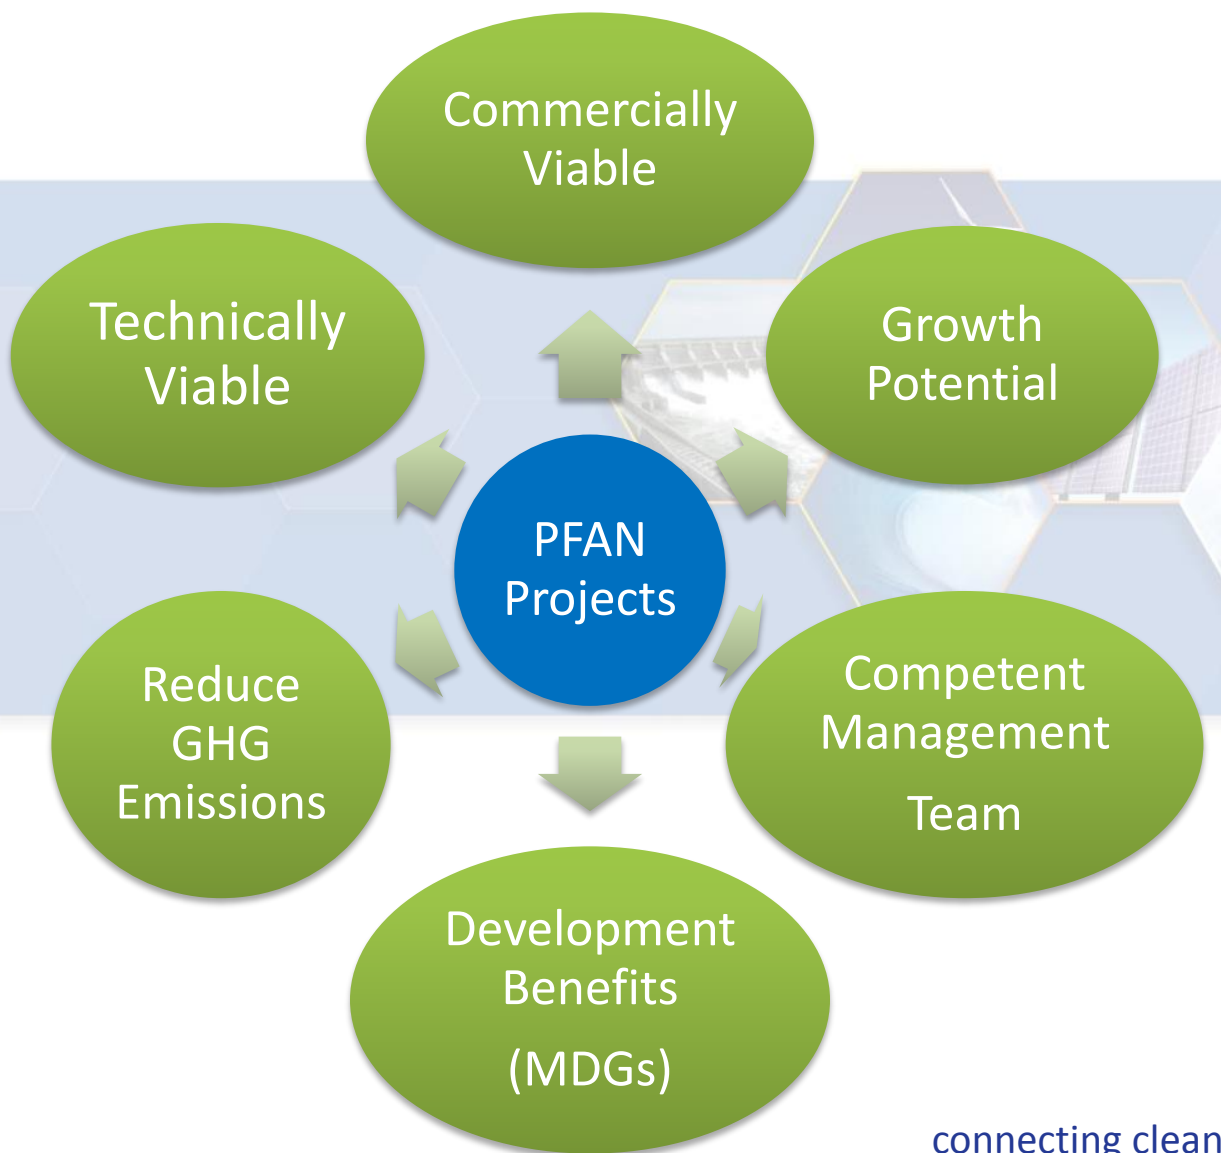 Commercially
Viable
Technically
Viable
Growth
Potential
PFAN
Projects
Reduce
GHG
Emissions
Competent
Management
Team
Development
Benefits
(MDGs)
connecting clean